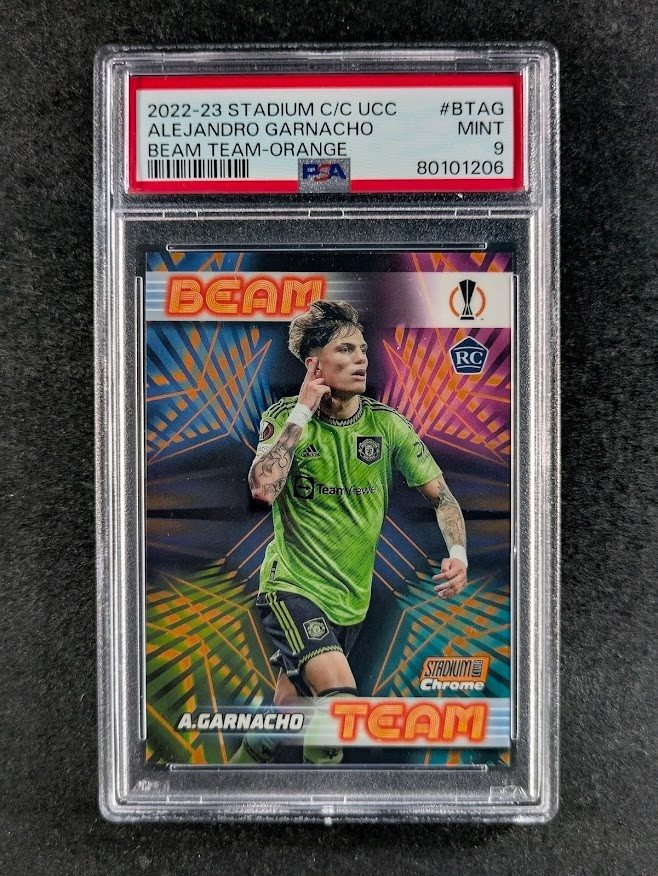 2022-23 STADIUM C/C UCC #BTAG
ALEJANDRO GARNACHO MINT
BEAM TEAM-ORANGE 9
PSA 80101206
BEAM
RC
TeamViewer
STADIUM CLUB
Chrome
A.GARNACHO
TEAM